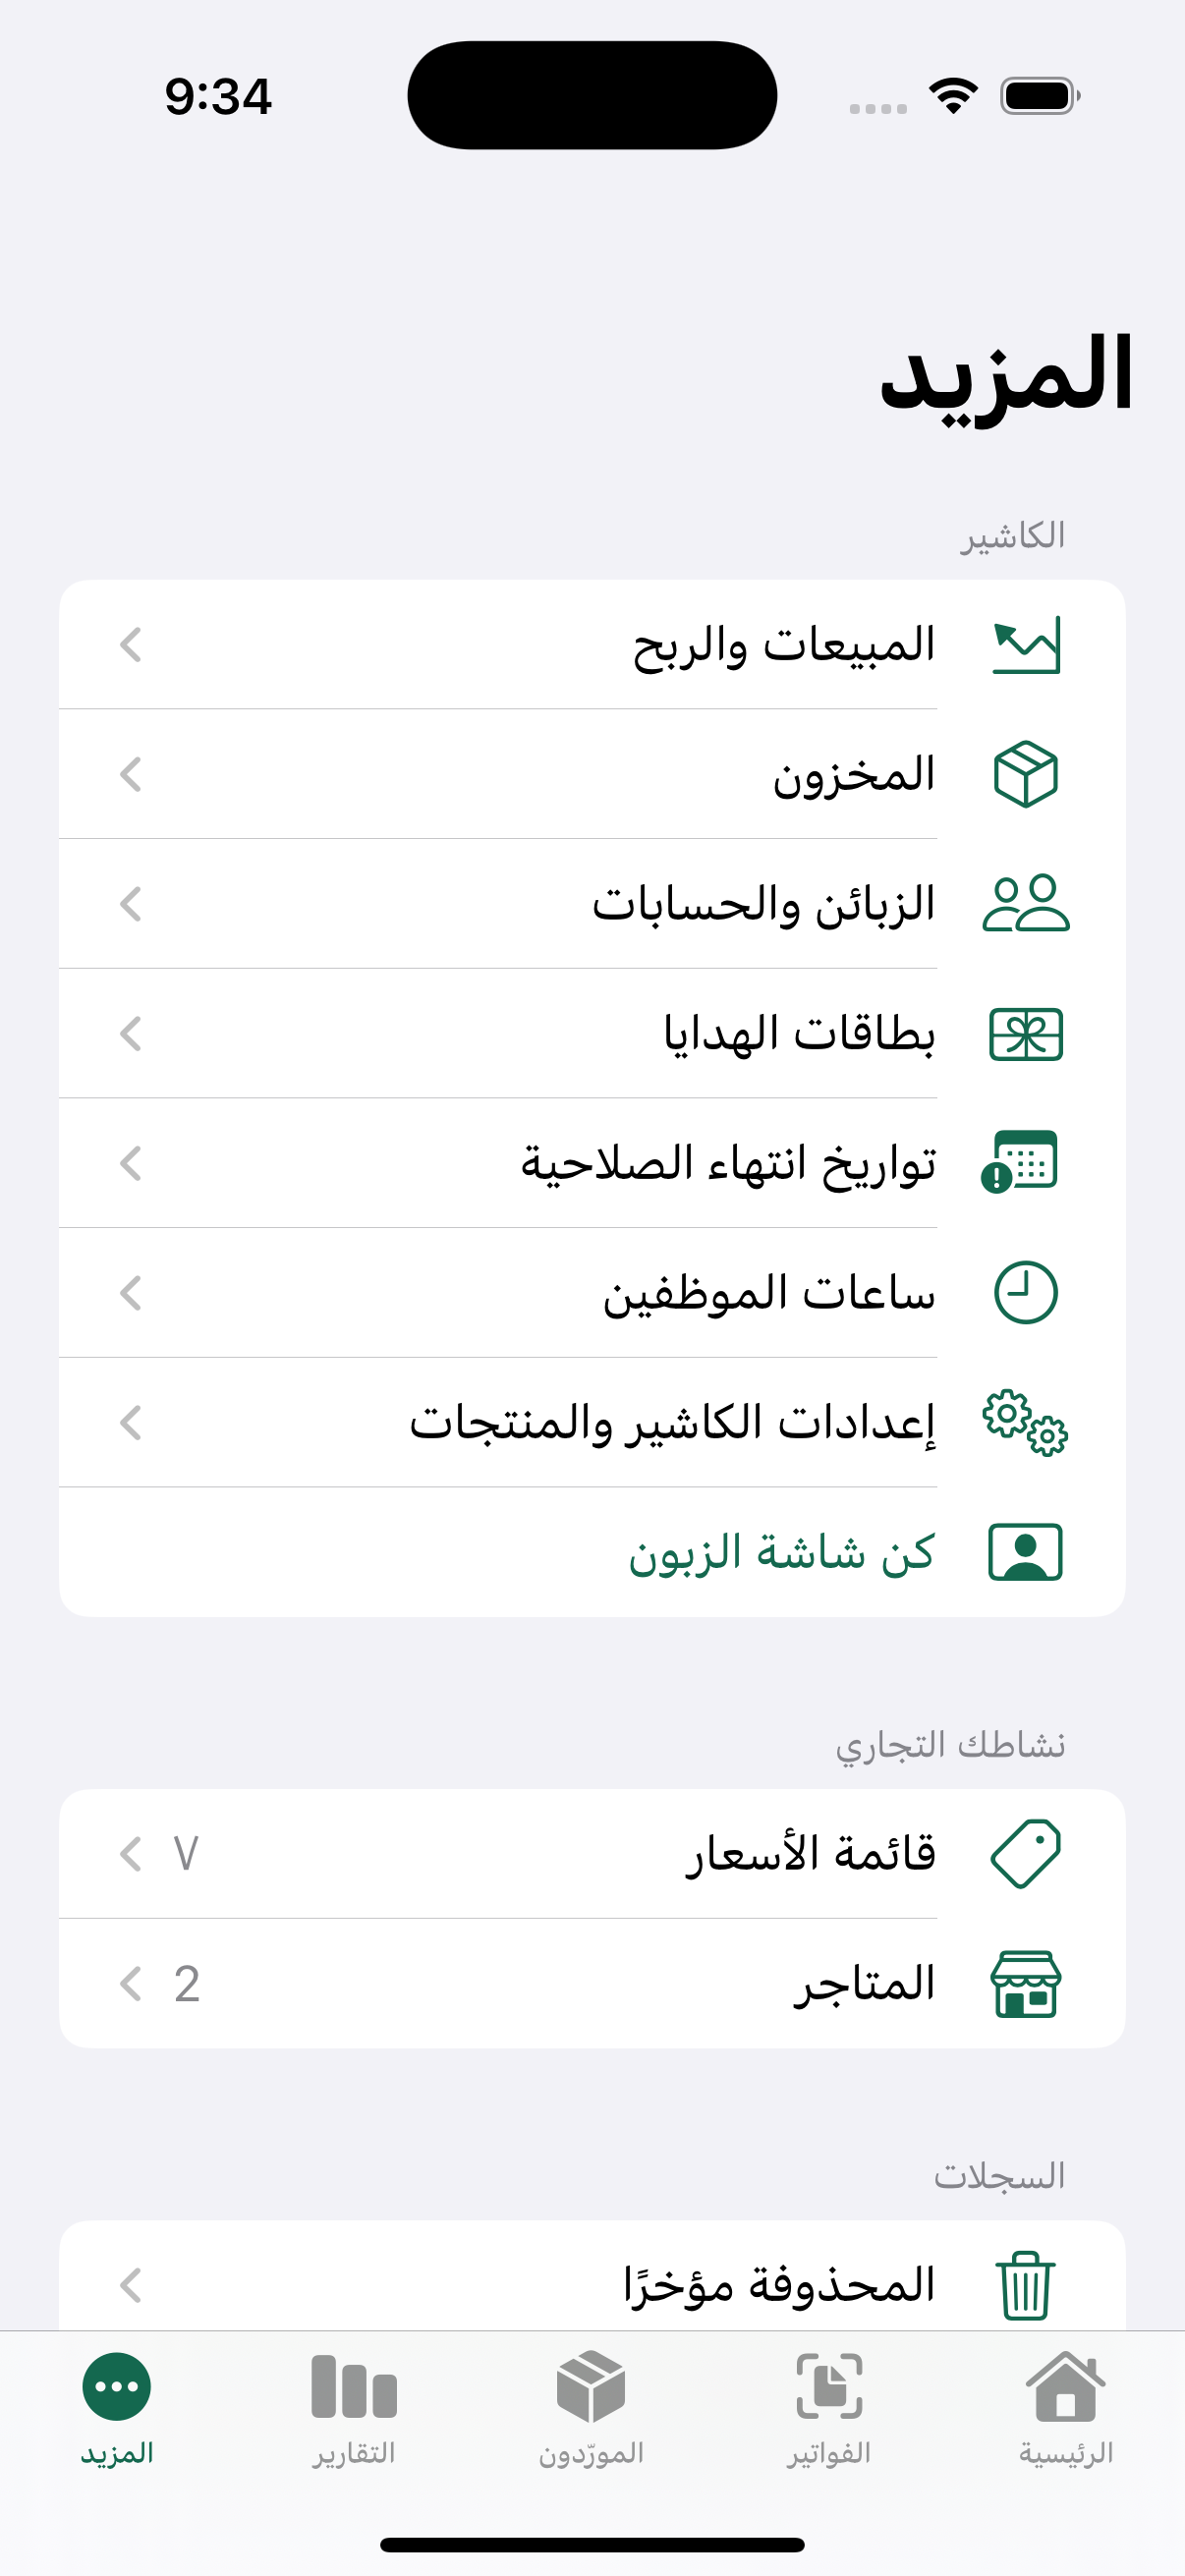 9:34
المزيد
الكاشير
المبيعات والربح
المخزون
الزبائن والحسابات
بطاقات الهدايا
تواريخ انتهاء الصلاحية
ساعات الموظفين
إعدادات الكاشير والمنتجات
كن شاشة الزبون
نشاطك التجاري
قائمة الأسعار ٧
المتاجر 2
السجلات
المحذوفة مؤخرًا
الرئيسية الفواتير المورّدون التقارير المزيد